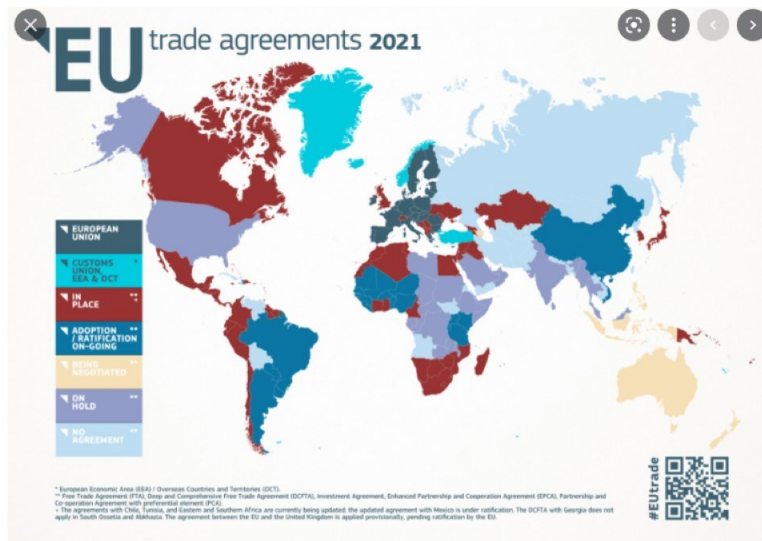 EU trade agreements 2021
EUROPEAN
UNION
CUSTOMS *
UNION,
EEA & OCT
IN **
PLACE +
ADOPTION **
/ RATIFICATION
ON-GOING
BEING **
NEGOTIATED
ON **
HOLD
NO
AGREEMENT
#EUtrade
* European Economic Area (EEA) / Overseas Countries and Territories (OCT).
** Free Trade Agreement (FTA), Deep and Comprehensive Free Trade Agreement (DCFTA), Investment Agreement, Enhanced Partnership and Cooperation Agreement (EPCA), Partnership and
Co-operation Agreement with preferential element (PCA)
+ The agreements with Chile, Tunisia, and Eastern and Southern Africa are currently being updated; the updated agreement with Mexico is under ratification. The DCFTA with Georgia does not
apply in South Ossetia and Abkhazia. The agreement between the EU and the United Kingdom is applied provisionally, pending ratification by the EU.